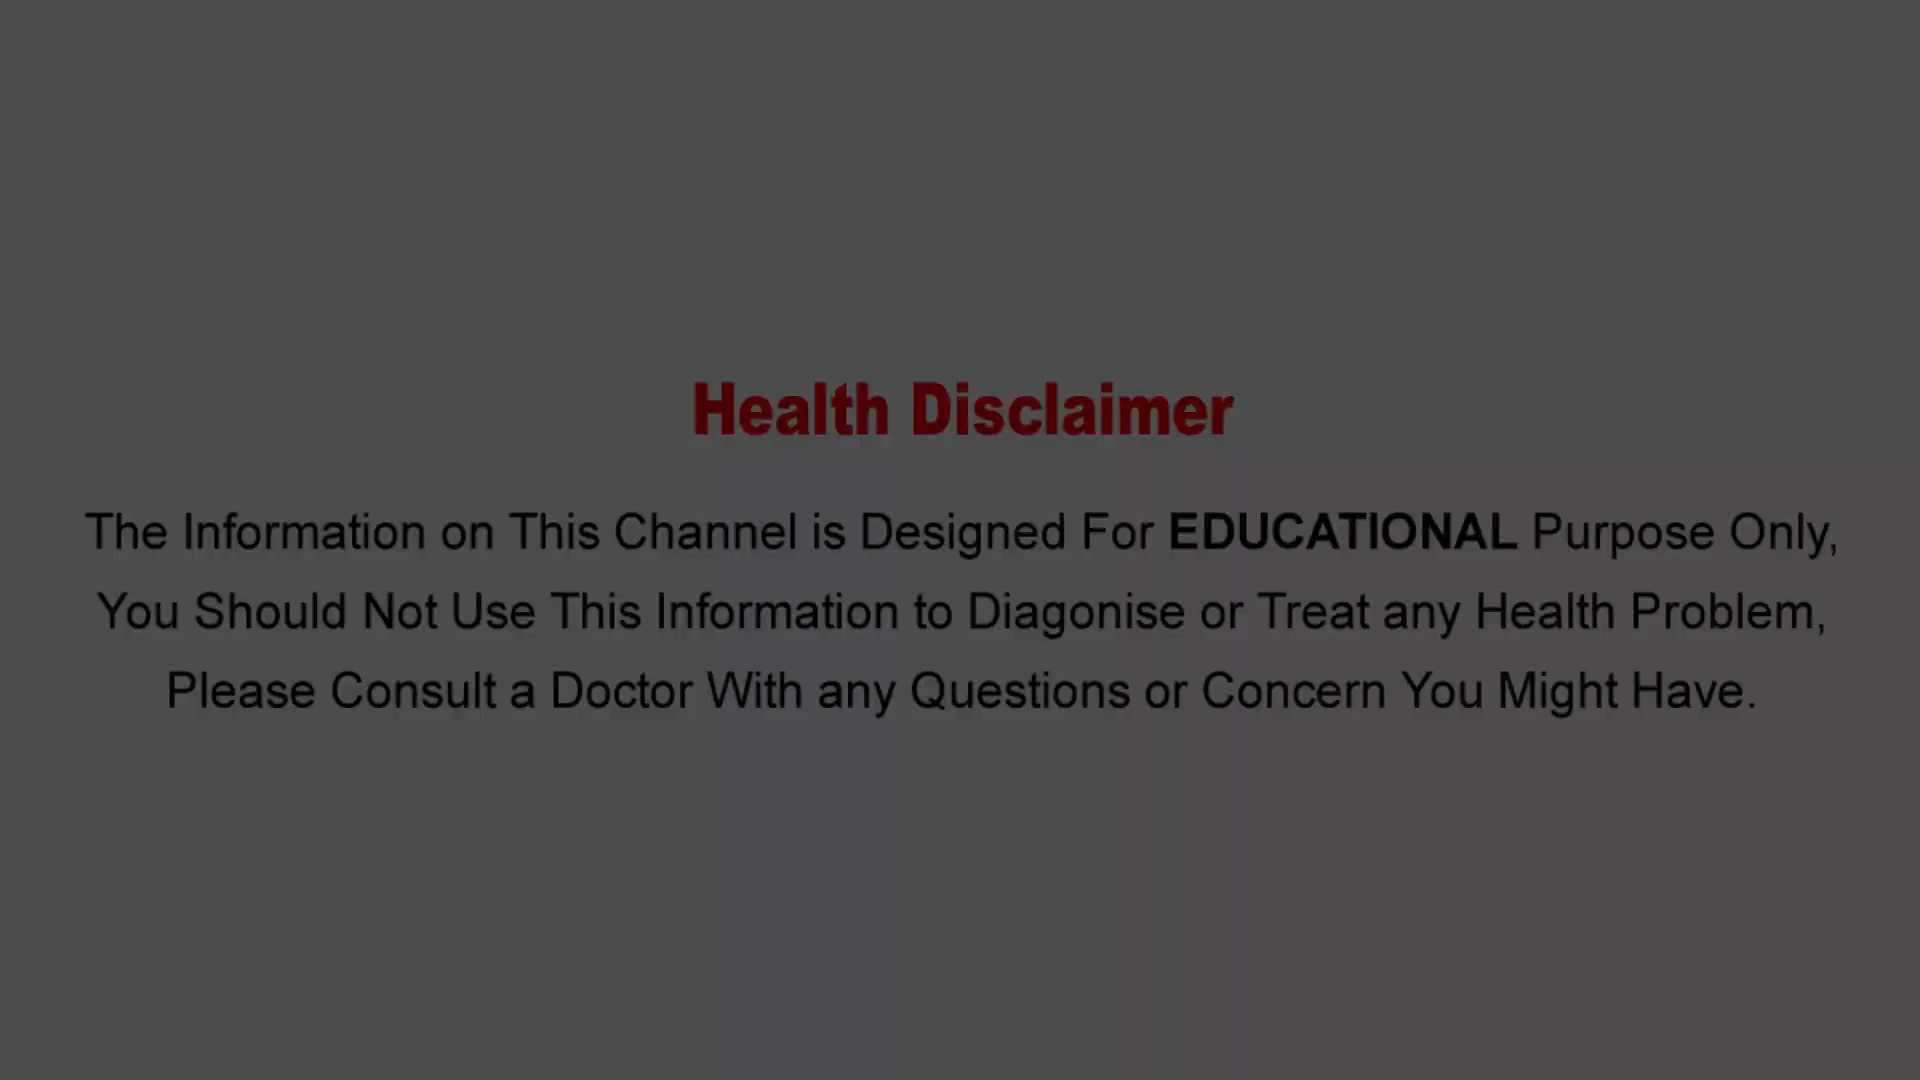 Health Disclaimer
The Information on This Channel is Designed For EDUCATIONAL Purpose Only,
You Should Not Use This Information to Diagonise or Treat any Health Problem,
Please Consult a Doctor With any Questions or Concern You Might Have.